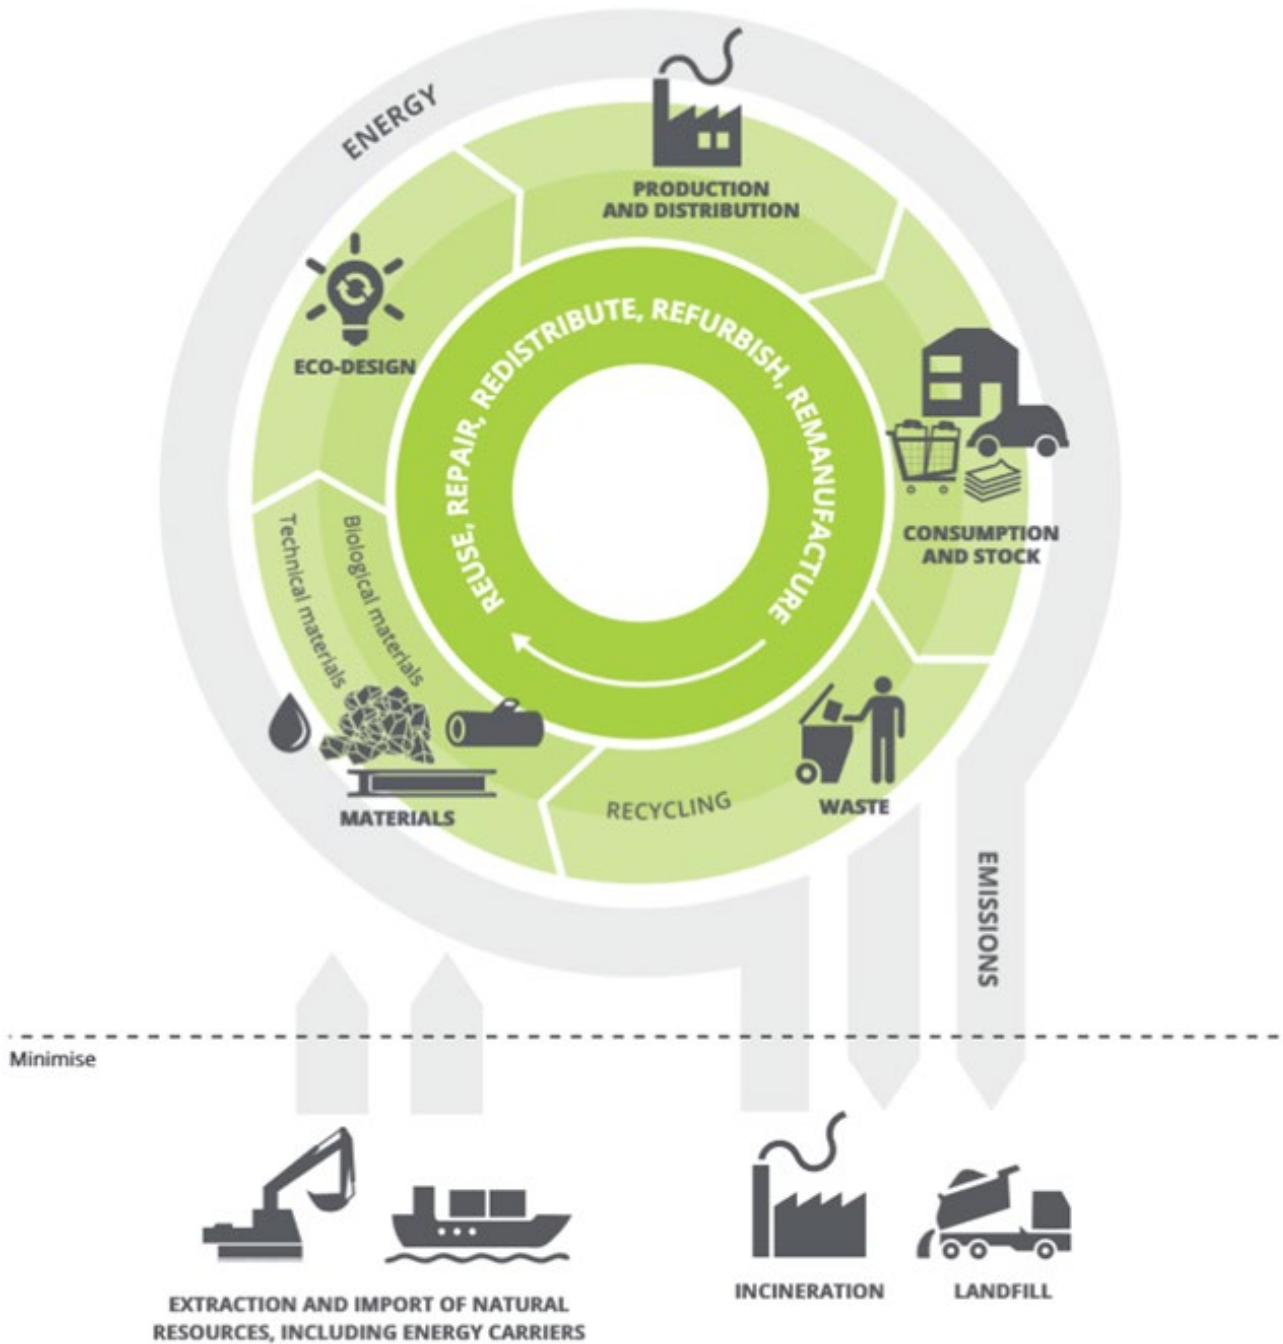 ENERGY
PRODUCTION
AND DISTRIBUTION
ECO-DESIGN
REUSE, REPAIR, REDISTRIBUTE, REFURBISH, REMANUFACTURE
CONSUMPTION
AND STOCK
Technical materials
Biological materials
MATERIALS
RECYCLING
WASTE
EMISSIONS
Minimise
EXTRACTION AND IMPORT OF NATURAL
RESOURCES, INCLUDING ENERGY CARRIERS
INCINERATION
LANDFILL